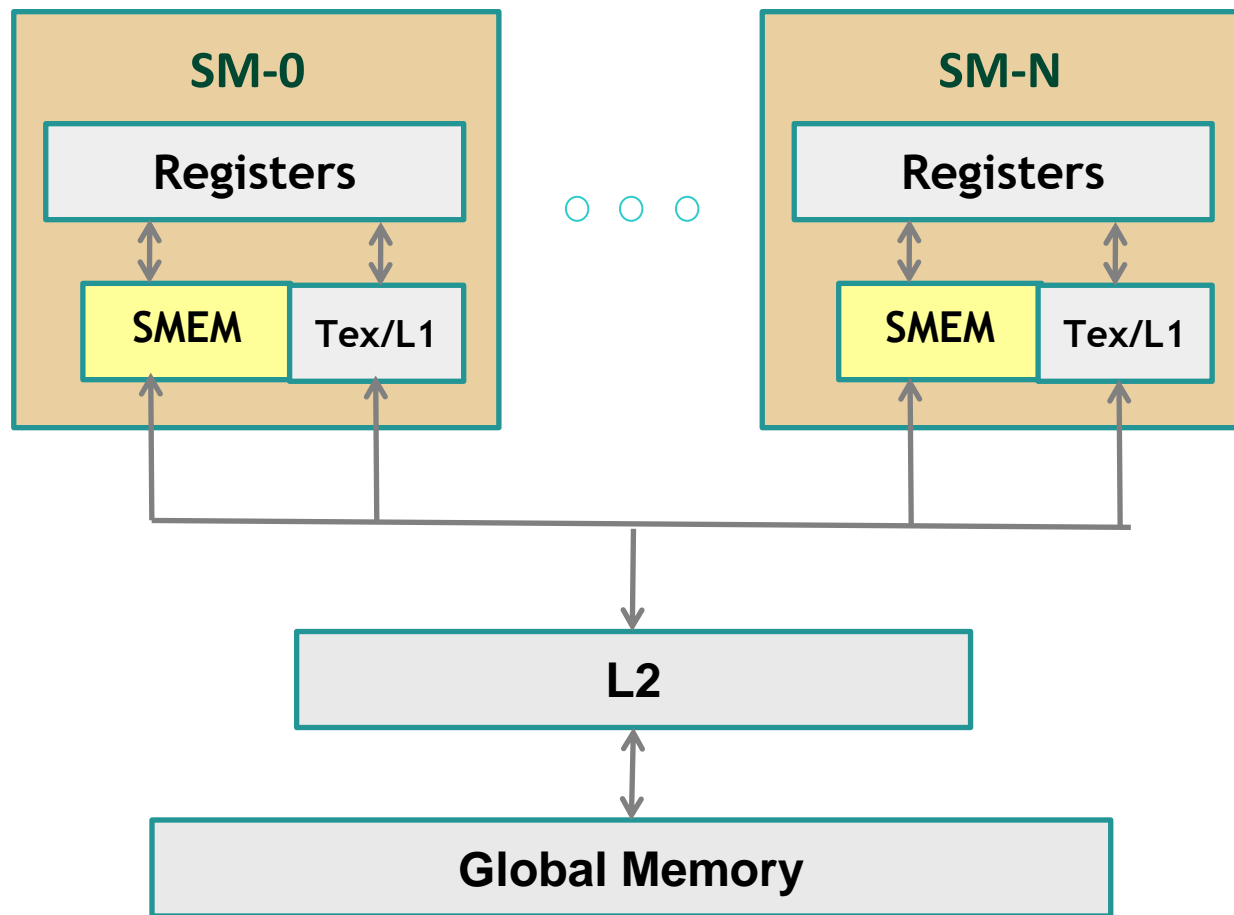 SM-0
Registers
SMEM
Tex/L1
SM-N
Registers
SMEM
Tex/L1
L2
Global Memory